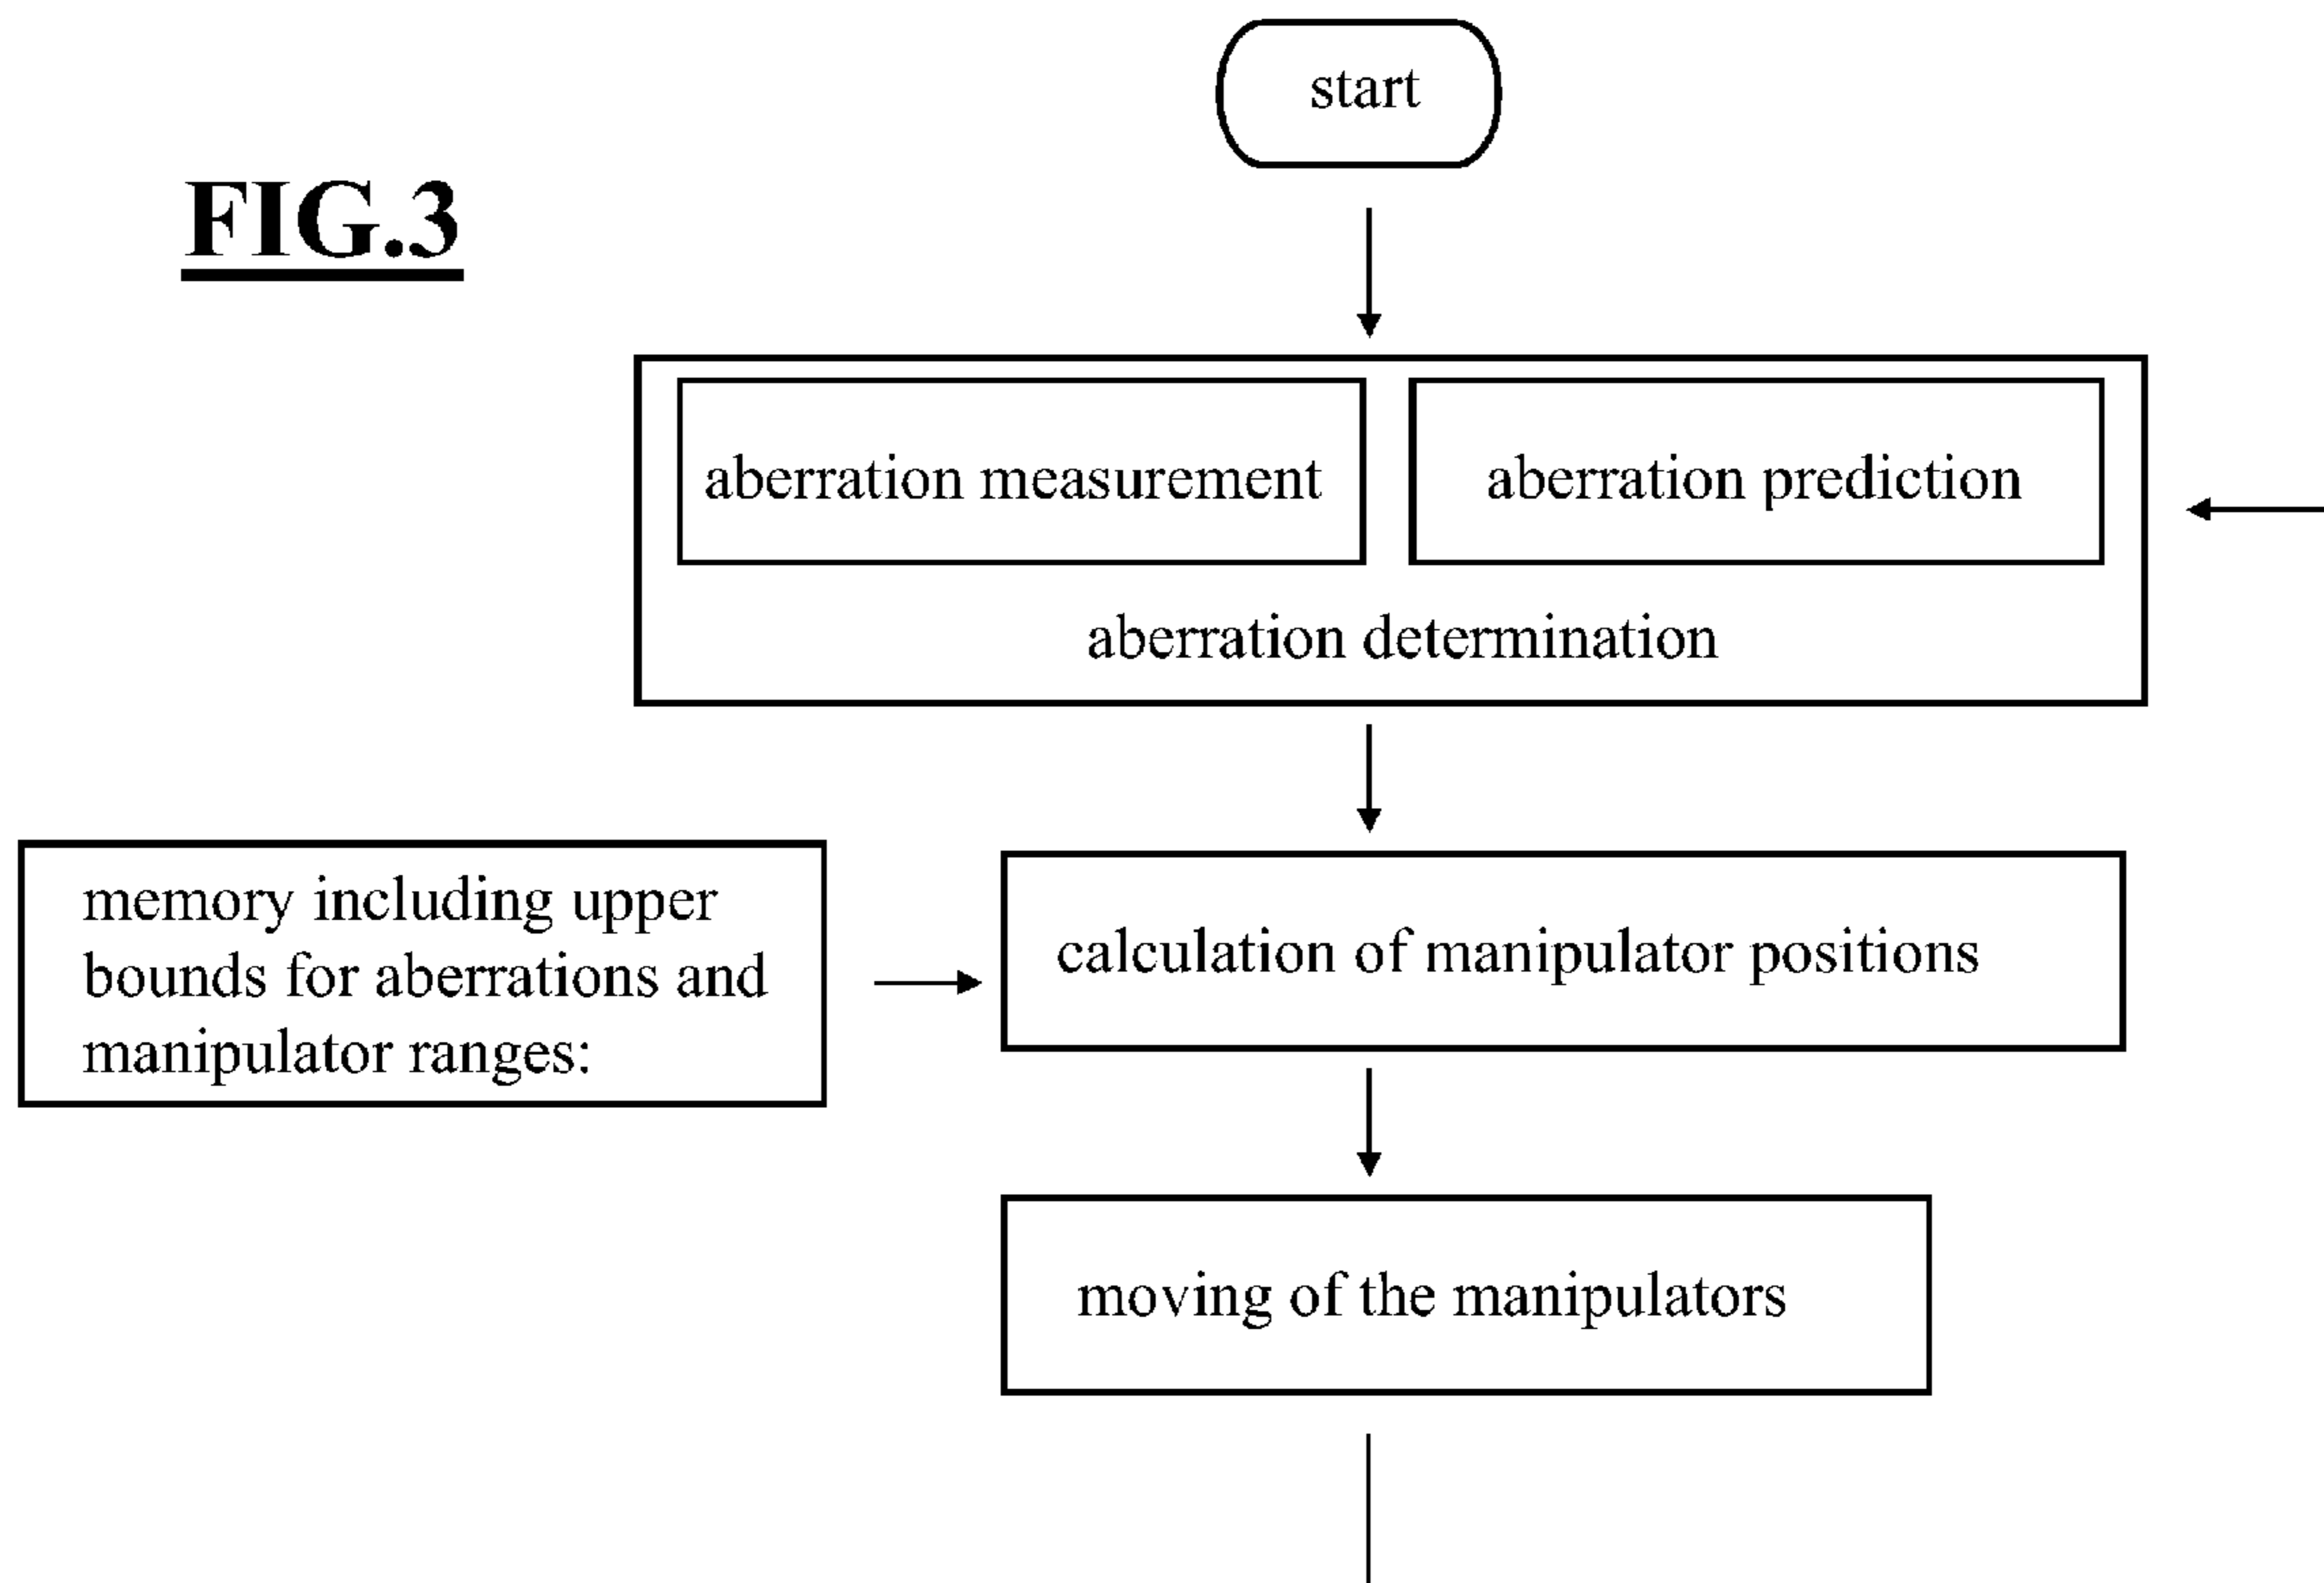 start
FIG.3
aberration measurement
aberration prediction
aberration determination
memory including upper
bounds for aberrations and
manipulator ranges:
calculation of manipulator positions
moving of the manipulators